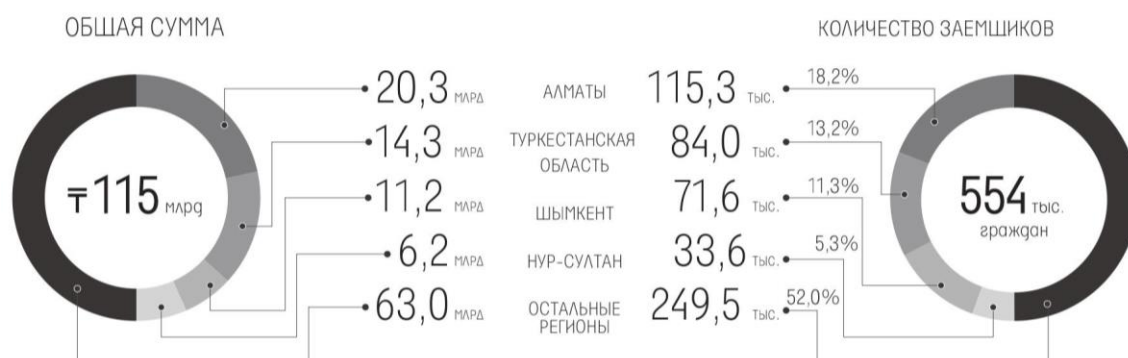 ОБЩАЯ СУММА
КОЛИЧЕСТВО ЗАЕМЩИКОВ
₸ 115 млрд
20,3 МЛРД АЛМАТЫ 115,3 ТЫС. 18,2%
14,3 МЛРД ТУРКЕСТАНСКАЯ ОБЛАСТЬ 84,0 ТЫС. 13,2%
11,2 МЛРД ШЫМКЕНТ 71,6 ТЫС. 11,3%
6,2 МЛРД НУР-СУЛТАН 33,6 ТЫС. 5,3%
63,0 МЛРД ОСТАЛЬНЫЕ РЕГИОНЫ 249,5 ТЫС. 52,0%
554 тыс.
граждан